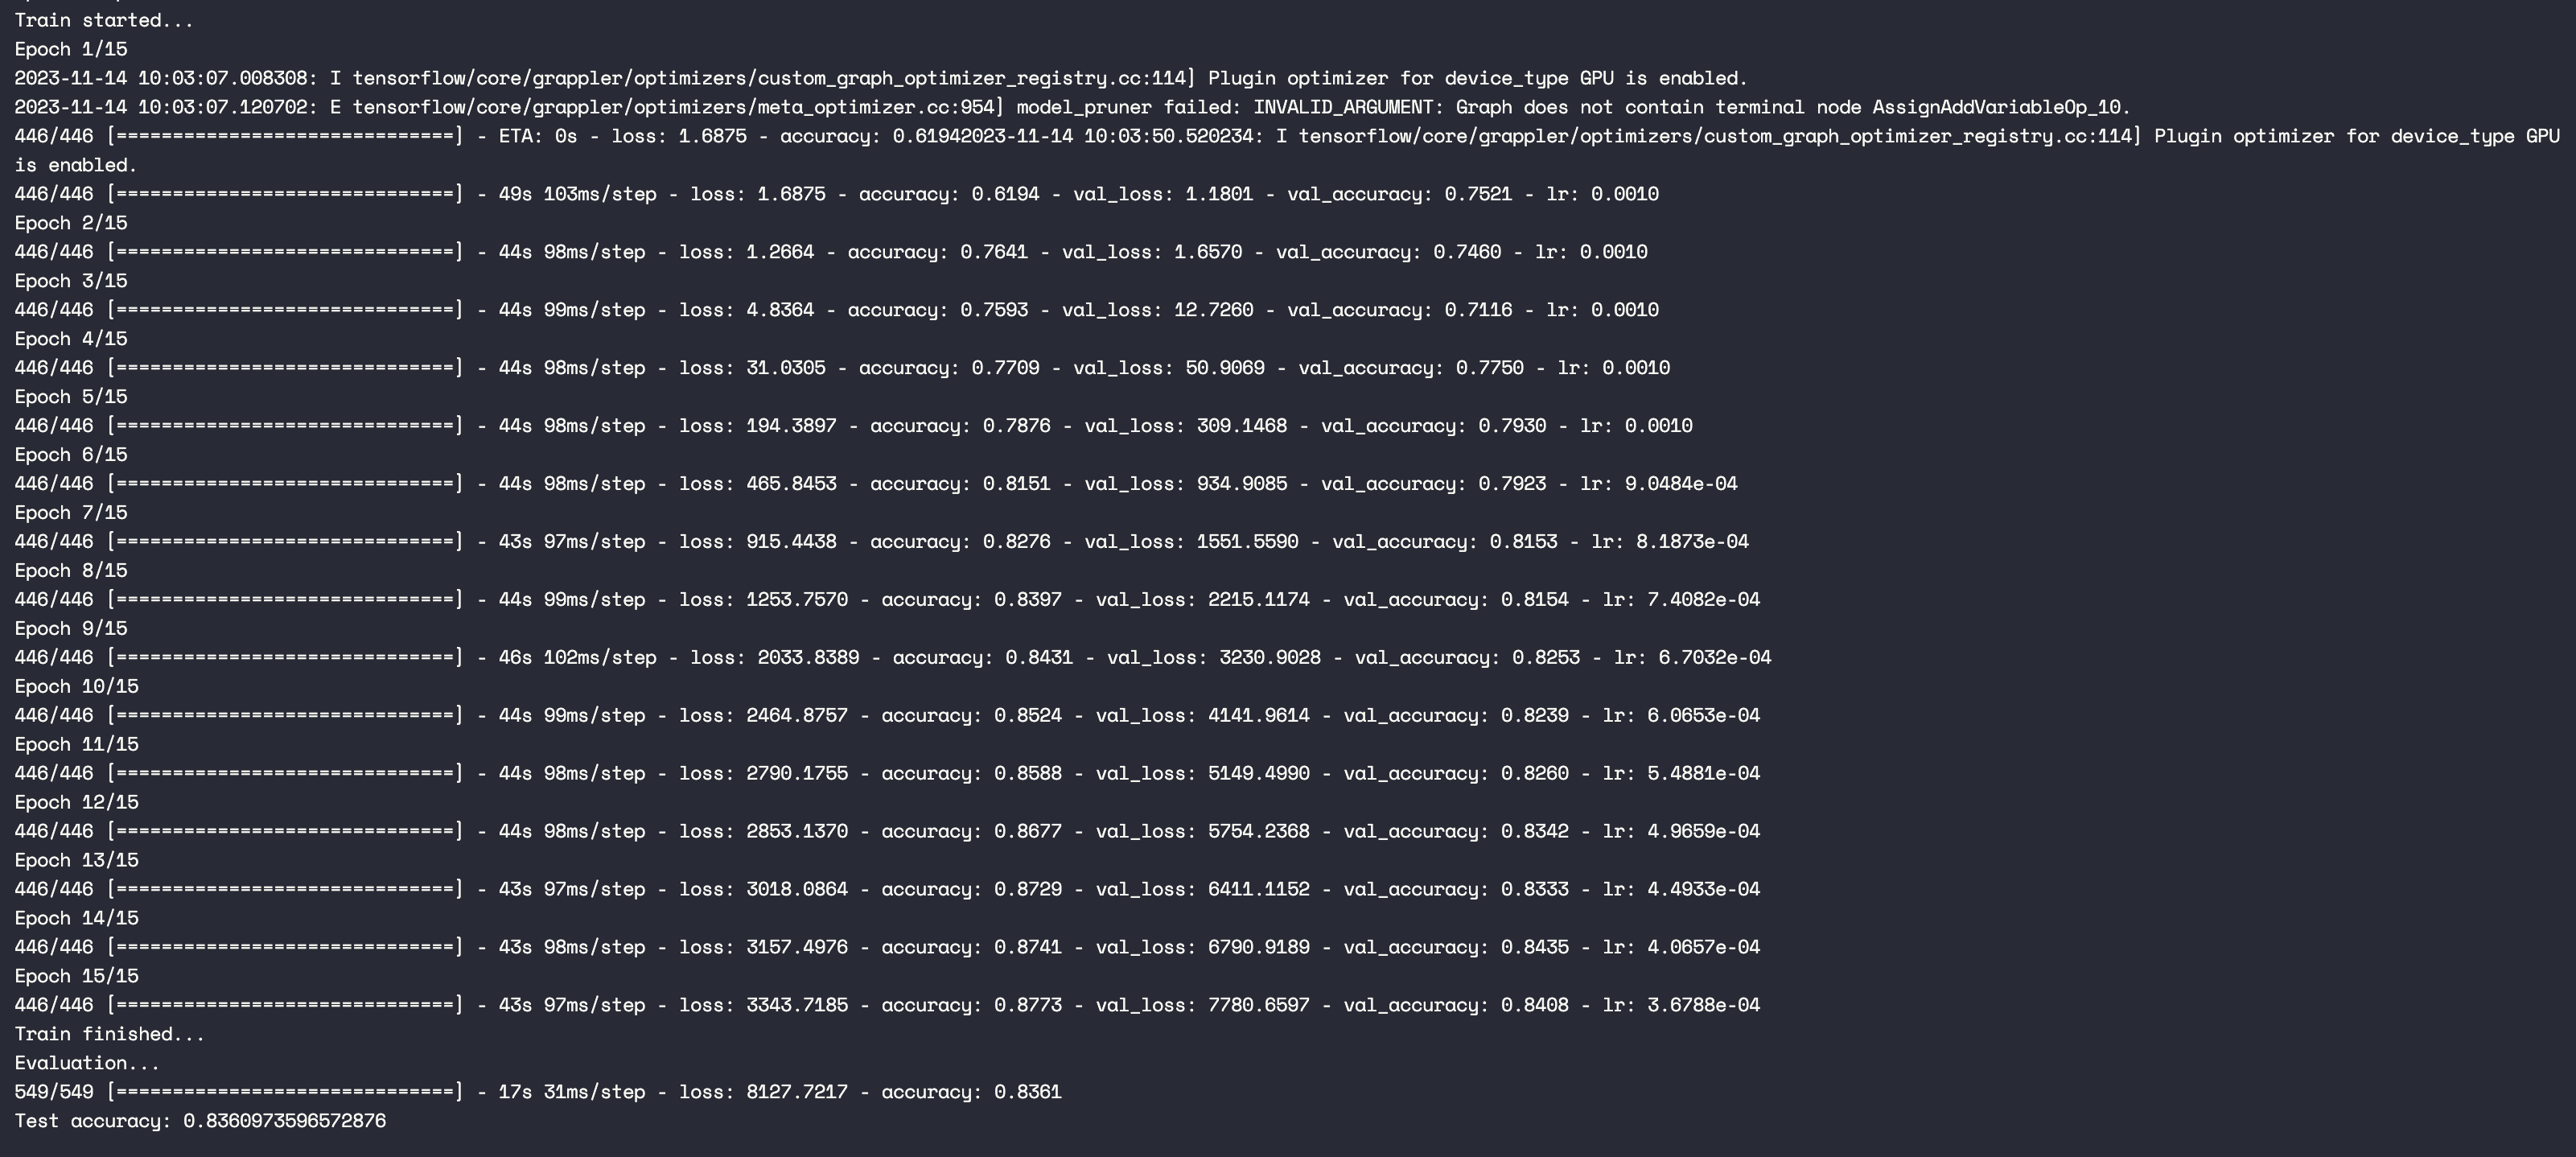 Train started...
Epoch 1/15
2023-11-14 10:03:07.008308: I tensorflow/core/grappler/optimizers/custom_graph_optimizer_registry.cc:114] Plugin optimizer for device_type GPU is enabled.
2023-11-14 10:03:07.120702: E tensorflow/core/grappler/optimizers/meta_optimizer.cc:954] model_pruner failed: INVALID_ARGUMENT: Graph does not contain terminal node AssignAddVariableOp_10.
446/446 [==============================] - ETA: 0s - loss: 1.6875 - accuracy: 0.61942023-11-14 10:03:50.520234: I tensorflow/core/grappler/optimizers/custom_graph_optimizer_registry.cc:114] Plugin optimizer for device_type GPU
is enabled.
446/446 [==============================] - 49s 103ms/step - loss: 1.6875 - accuracy: 0.6194 - val_loss: 1.1801 - val_accuracy: 0.7521 - lr: 0.0010
Epoch 2/15
446/446 [==============================] - 44s 98ms/step - loss: 1.2664 - accuracy: 0.7641 - val_loss: 1.6570 - val_accuracy: 0.7460 - lr: 0.0010
Epoch 3/15
446/446 [==============================] - 44s 99ms/step - loss: 4.8364 - accuracy: 0.7593 - val_loss: 12.7260 - val_accuracy: 0.7116 - lr: 0.0010
Epoch 4/15
446/446 [==============================] - 44s 98ms/step - loss: 31.0305 - accuracy: 0.7709 - val_loss: 50.9069 - val_accuracy: 0.7750 - lr: 0.0010
Epoch 5/15
446/446 [==============================] - 44s 98ms/step - loss: 194.3897 - accuracy: 0.7876 - val_loss: 309.1468 - val_accuracy: 0.7930 - lr: 0.0010
Epoch 6/15
446/446 [==============================] - 44s 98ms/step - loss: 465.8453 - accuracy: 0.8151 - val_loss: 934.9085 - val_accuracy: 0.7923 - lr: 9.0484e-04
Epoch 7/15
446/446 [==============================] - 43s 97ms/step - loss: 915.4438 - accuracy: 0.8276 - val_loss: 1551.5590 - val_accuracy: 0.8153 - lr: 8.1873e-04
Epoch 8/15
446/446 [==============================] - 44s 99ms/step - loss: 1253.7570 - accuracy: 0.8397 - val_loss: 2215.1174 - val_accuracy: 0.8154 - lr: 7.4082e-04
Epoch 9/15
446/446 [==============================] - 46s 102ms/step - loss: 2033.8389 - accuracy: 0.8431 - val_loss: 3230.9028 - val_accuracy: 0.8253 - lr: 6.7032e-04
Epoch 10/15
446/446 [==============================] - 44s 99ms/step - loss: 2464.8757 - accuracy: 0.8524 - val_loss: 4141.9614 - val_accuracy: 0.8239 - lr: 6.0653e-04
Epoch 11/15
446/446 [==============================] - 44s 98ms/step - loss: 2790.1755 - accuracy: 0.8588 - val_loss: 5149.4990 - val_accuracy: 0.8260 - lr: 5.4881e-04
Epoch 12/15
446/446 [==============================] - 44s 98ms/step - loss: 2853.1370 - accuracy: 0.8677 - val_loss: 5754.2368 - val_accuracy: 0.8342 - lr: 4.9659e-04
Epoch 13/15
446/446 [==============================] - 43s 97ms/step - loss: 3018.0864 - accuracy: 0.8729 - val_loss: 6411.1152 - val_accuracy: 0.8333 - lr: 4.4933e-04
Epoch 14/15
446/446 [==============================] - 43s 98ms/step - loss: 3157.4976 - accuracy: 0.8741 - val_loss: 6790.9189 - val_accuracy: 0.8435 - lr: 4.0657e-04
Epoch 15/15
446/446 [==============================] - 43s 97ms/step - loss: 3343.7185 - accuracy: 0.8773 - val_loss: 7780.6597 - val_accuracy: 0.8408 - lr: 3.6788e-04
Train finished...
Evaluation...
549/549 [==============================] - 17s 31ms/step - loss: 8127.7217 - accuracy: 0.8361
Test accuracy: 0.8360973596572876